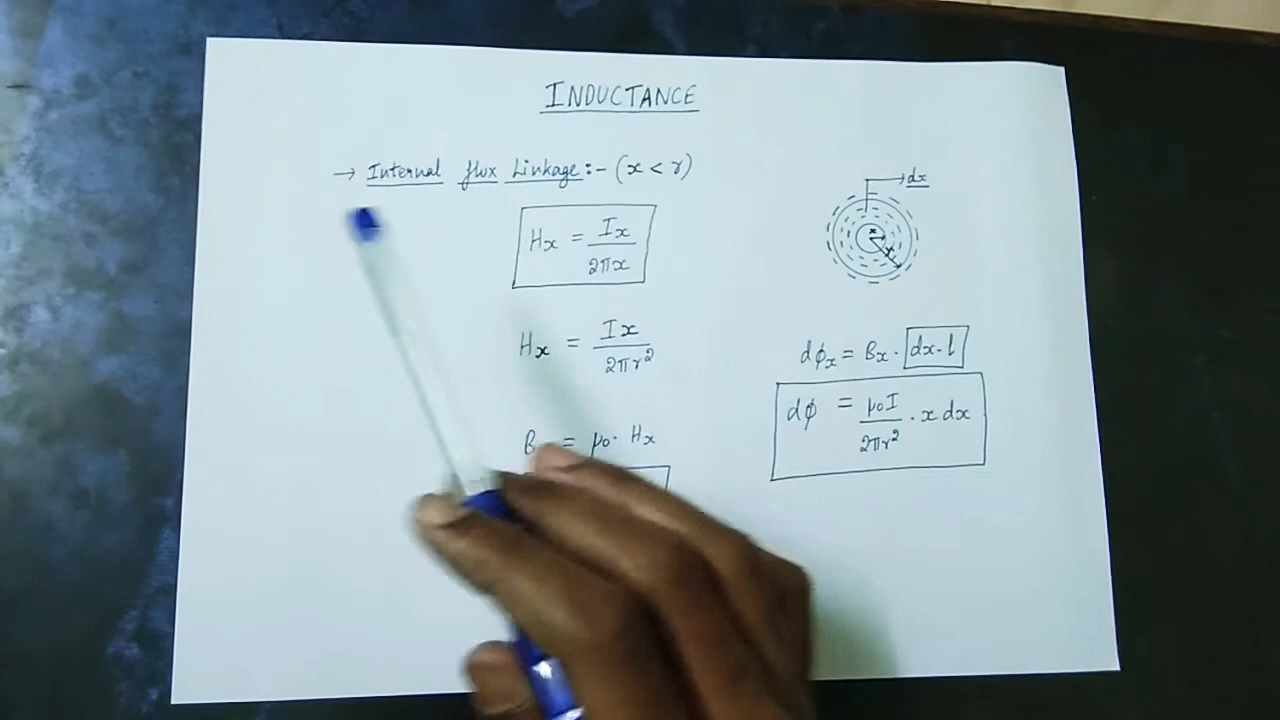 INDUCTANCE
→ Internal flux Linkage:- (x < r)
Hx = Ix / 2πx
Hx = Ix / 2πr²
B = μ₀ · Hx
dx
x
r
dϕx = Bx · dx·l
dϕ = μ₀I / 2πr² · x dx